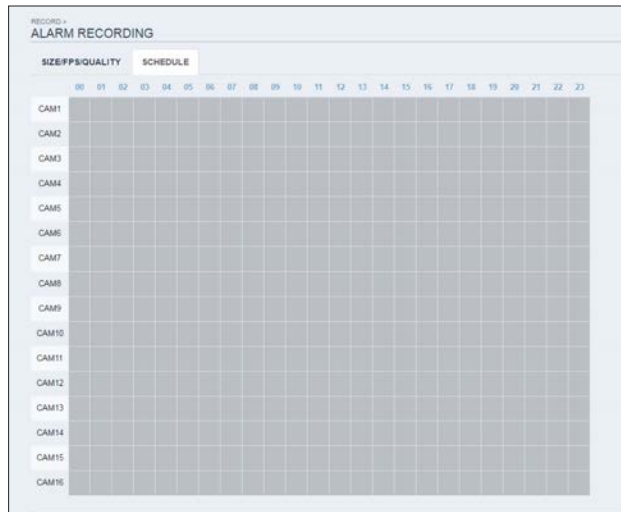 RECORD >
ALARM RECORDING
SIZE/FPS/QUALITY SCHEDULE
00 01 02 03 04 05 06 07 08 09 10 11 12 13 14 15 16 17 18 19 20 21 22 23
CAM1
CAM2
CAM3
CAM4
CAM5
CAM6
CAM7
CAM8
CAM9
CAM10
CAM11
CAM12
CAM13
CAM14
CAM15
CAM16